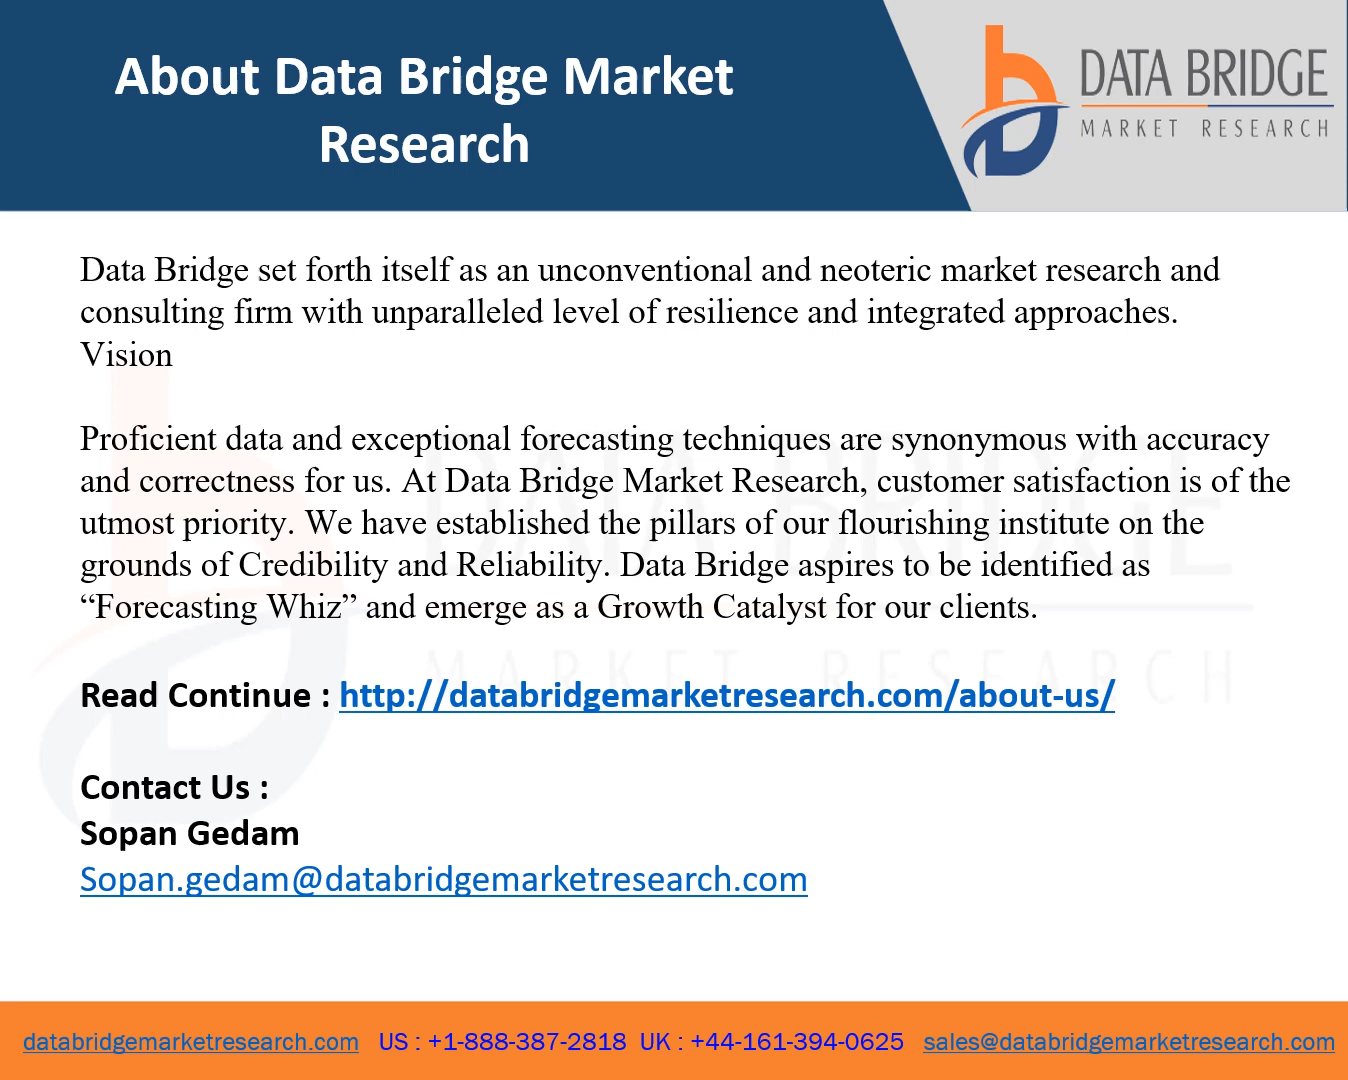 About Data Bridge Market
Research
DATA BRIDGE
MARKET RESEARCH
Data Bridge set forth itself as an unconventional and neoteric market research and
consulting firm with unparalleled level of resilience and integrated approaches.
Vision
Proficient data and exceptional forecasting techniques are synonymous with accuracy
and correctness for us. At Data Bridge Market Research, customer satisfaction is of the
utmost priority. We have established the pillars of our flourishing institute on the
grounds of Credibility and Reliability. Data Bridge aspires to be identified as
“Forecasting Whiz” and emerge as a Growth Catalyst for our clients.
DATA BRIDGE
MARKET RESEARCH
Read Continue : http://databridgemarketresearch.com/about-us/
Contact Us :
Sopan Gedam
Sopan.gedam@databridgemarketresearch.com
databridgemarketresearch.com US : +1-888-387-2818 UK : +44-161-394-0625 sales@databridgemarketresearch.com